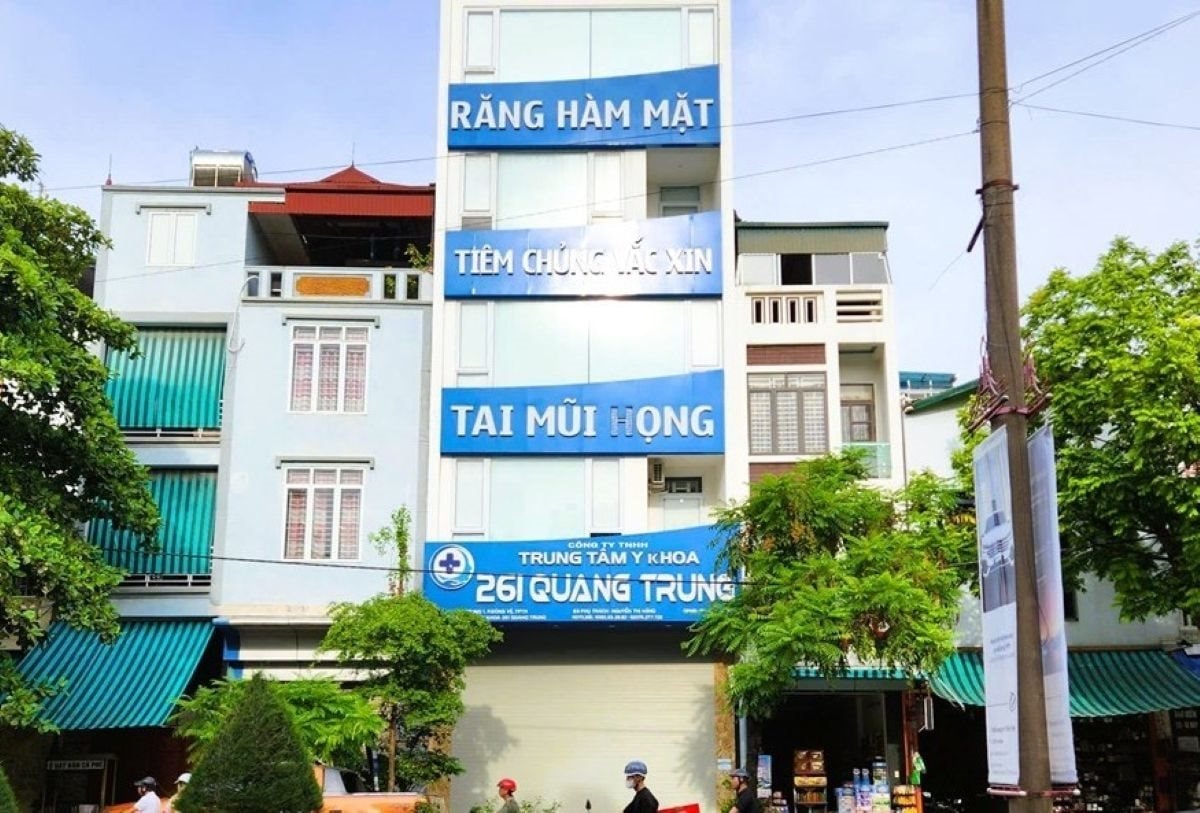 RĂNG HÀM MẶT
TIÊM CHỦNG VẮC XIN
TAI MŨI HỌNG
CÔNG TY TNHH
TRUNG TÂM Y KHOA
261 QUANG TRUNG